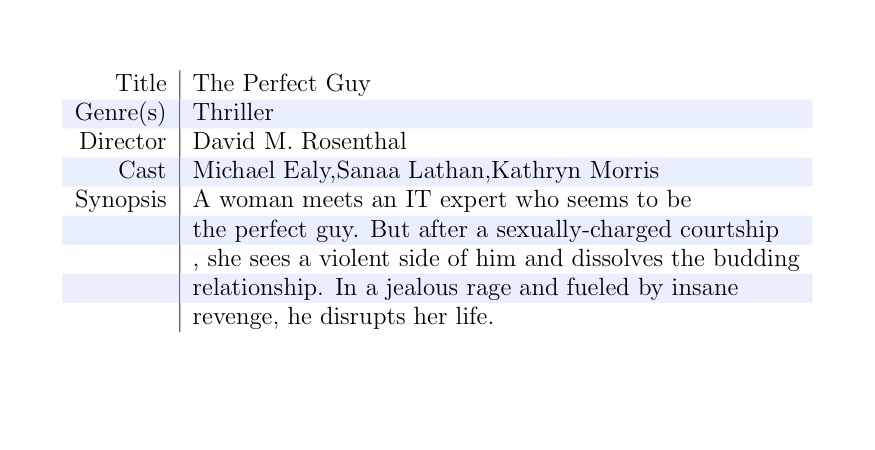 Title The Perfect Guy
Genre(s) Thriller
Director David M. Rosenthal
Cast Michael Ealy,Sanaa Lathan,Kathryn Morris
Synopsis A woman meets an IT expert who seems to be
the perfect guy. But after a sexually-charged courtship
, she sees a violent side of him and dissolves the budding
relationship. In a jealous rage and fueled by insane
revenge, he disrupts her life.